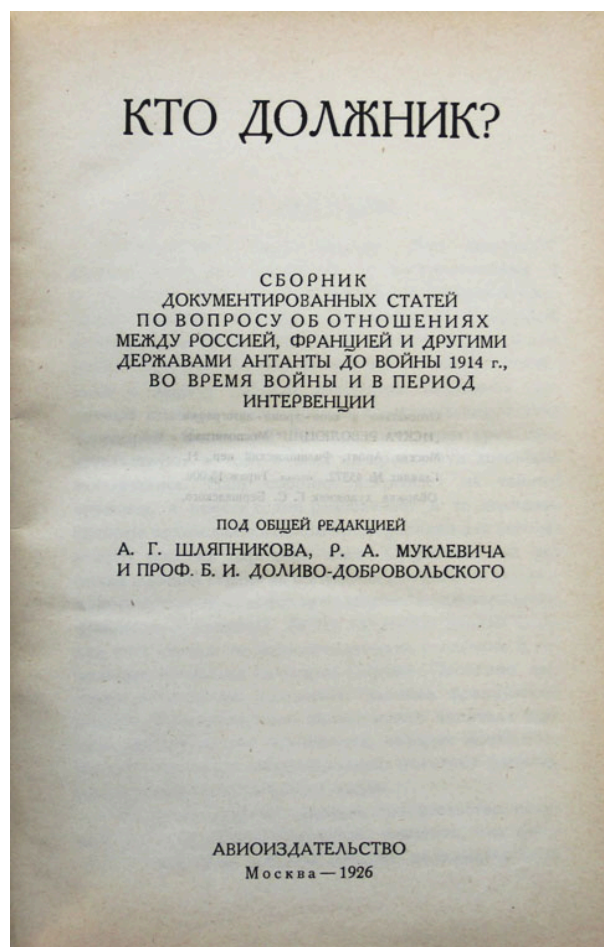 КТО ДОЛЖНИК?
СБОРНИК
ДОКУМЕНТИРОВАННЫХ СТАТЕЙ
ПО ВОПРОСУ ОБ ОТНОШЕНИЯХ
МЕЖДУ РОССИЕЙ, ФРАНЦИЕЙ И ДРУГИМИ
ДЕРЖАВАМИ АНТАНТЫ ДО ВОЙНЫ 1914 г.,
ВО ВРЕМЯ ВОЙНЫ И В ПЕРИОД
ИНТЕРВЕНЦИИ
ПОД ОБЩЕЙ РЕДАКЦИЕЙ
А. Г. ШЛЯПНИКОВА, Р. А. МУКЛЕВИЧА
И ПРОФ. Б. И. ДОЛИВО-ДОБРОВОЛЬСКОГО
АВИОИЗДАТЕЛЬСТВО
Москва — 1926